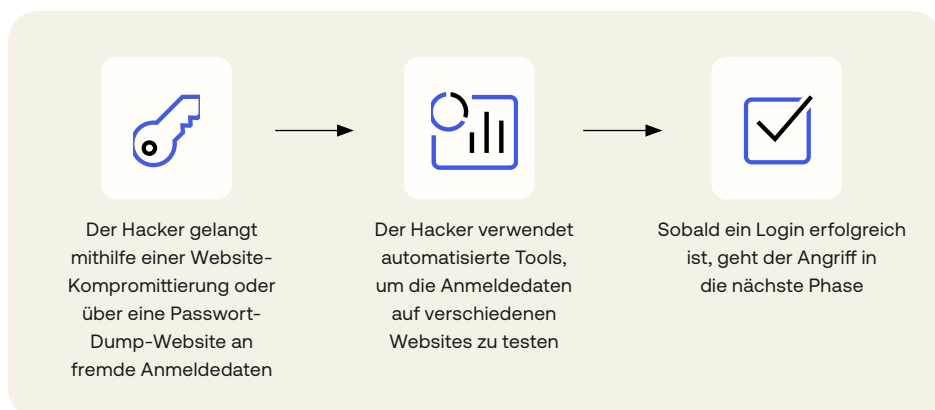 Der Hacker gelangt
mithilfe einer Website-
Kompromittierung oder
über eine Passwort-
Dump-Website an
fremde Anmeldedaten
Der Hacker verwendet
automatisierte Tools,
um die Anmeldedaten
auf verschiedenen
Websites zu testen
Sobald ein Login erfolgreich
ist, geht der Angriff in
die nächste Phase